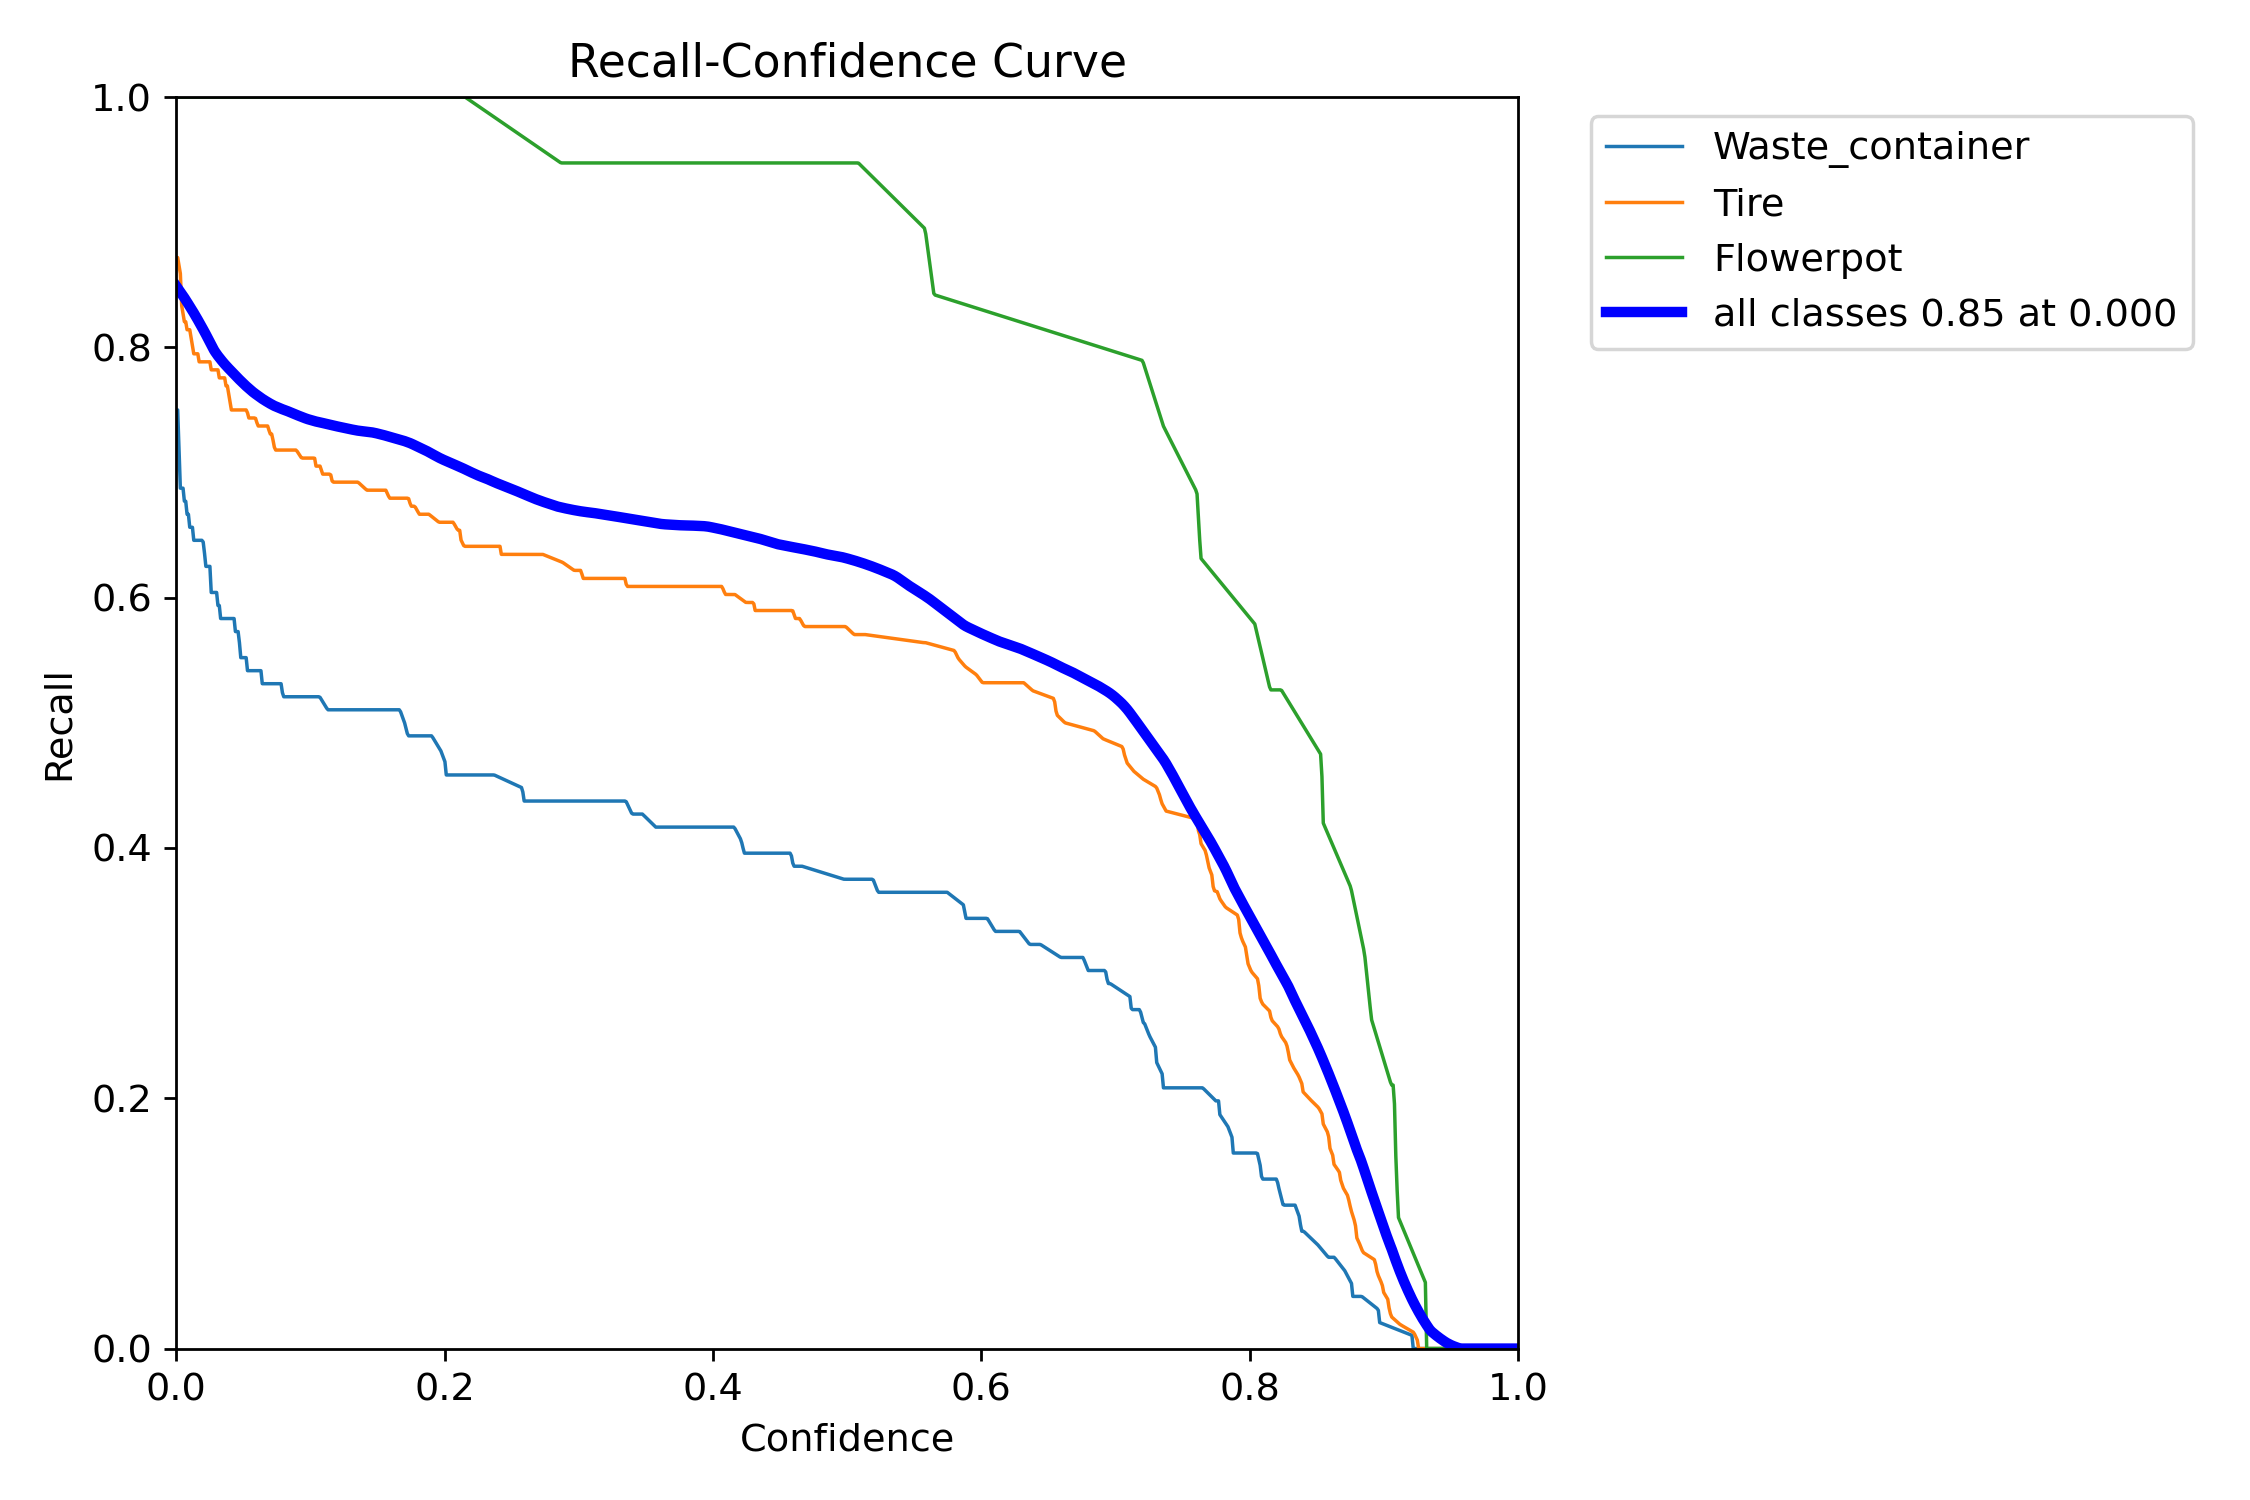 Recall-Confidence Curve
1.0
0.8
0.6
0.4
0.2
0.0
Recall
0.0 0.2 0.4 0.6 0.8 1.0
Confidence
Waste_container
Tire
Flowerpot
all classes 0.85 at 0.000